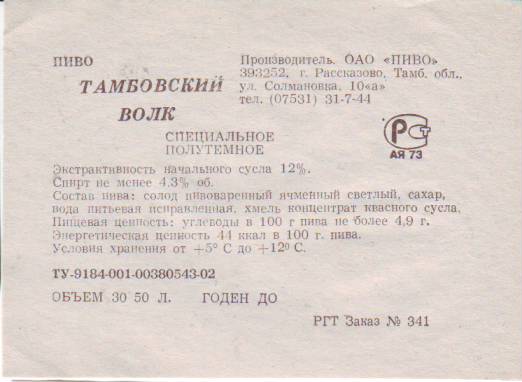 ПИВО
ТАМБОВСКИЙ
ВОЛК
Производитель. ОАО «ПИВО»
393252, г. Рассказово, Тамб. обл.,
ул. Солмановка, 10«а»
тел. (07531) 31-7-44
СПЕЦИАЛЬНОЕ
ПОЛУТЕМНОЕ
РСТ
АЯ 73
Экстрактивность начального сусла 12%.
Спирт не менее 4.3% об.
Состав пива: солод пивоваренный ячменный светлый, сахар,
вода питьевая исправленная, хмель концентрат квасного сусла.
Пищевая ценность: углеводы в 100 г пива не более 4,9 г.
Энергетическая ценность 44 ккал в 100 г. пива.
Условия хранения от +5° С до +12° С.
ТУ-9184-001-00380543-02
ОБЪЕМ 30 50 Л. ГОДЕН ДО
РГТ Заказ № 341